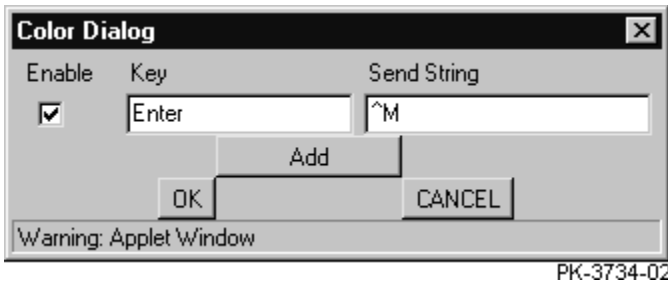 Color Dialog
Enable Key Send String
Enter ^M
Add
OK CANCEL
Warning: Applet Window
PK-3734-02